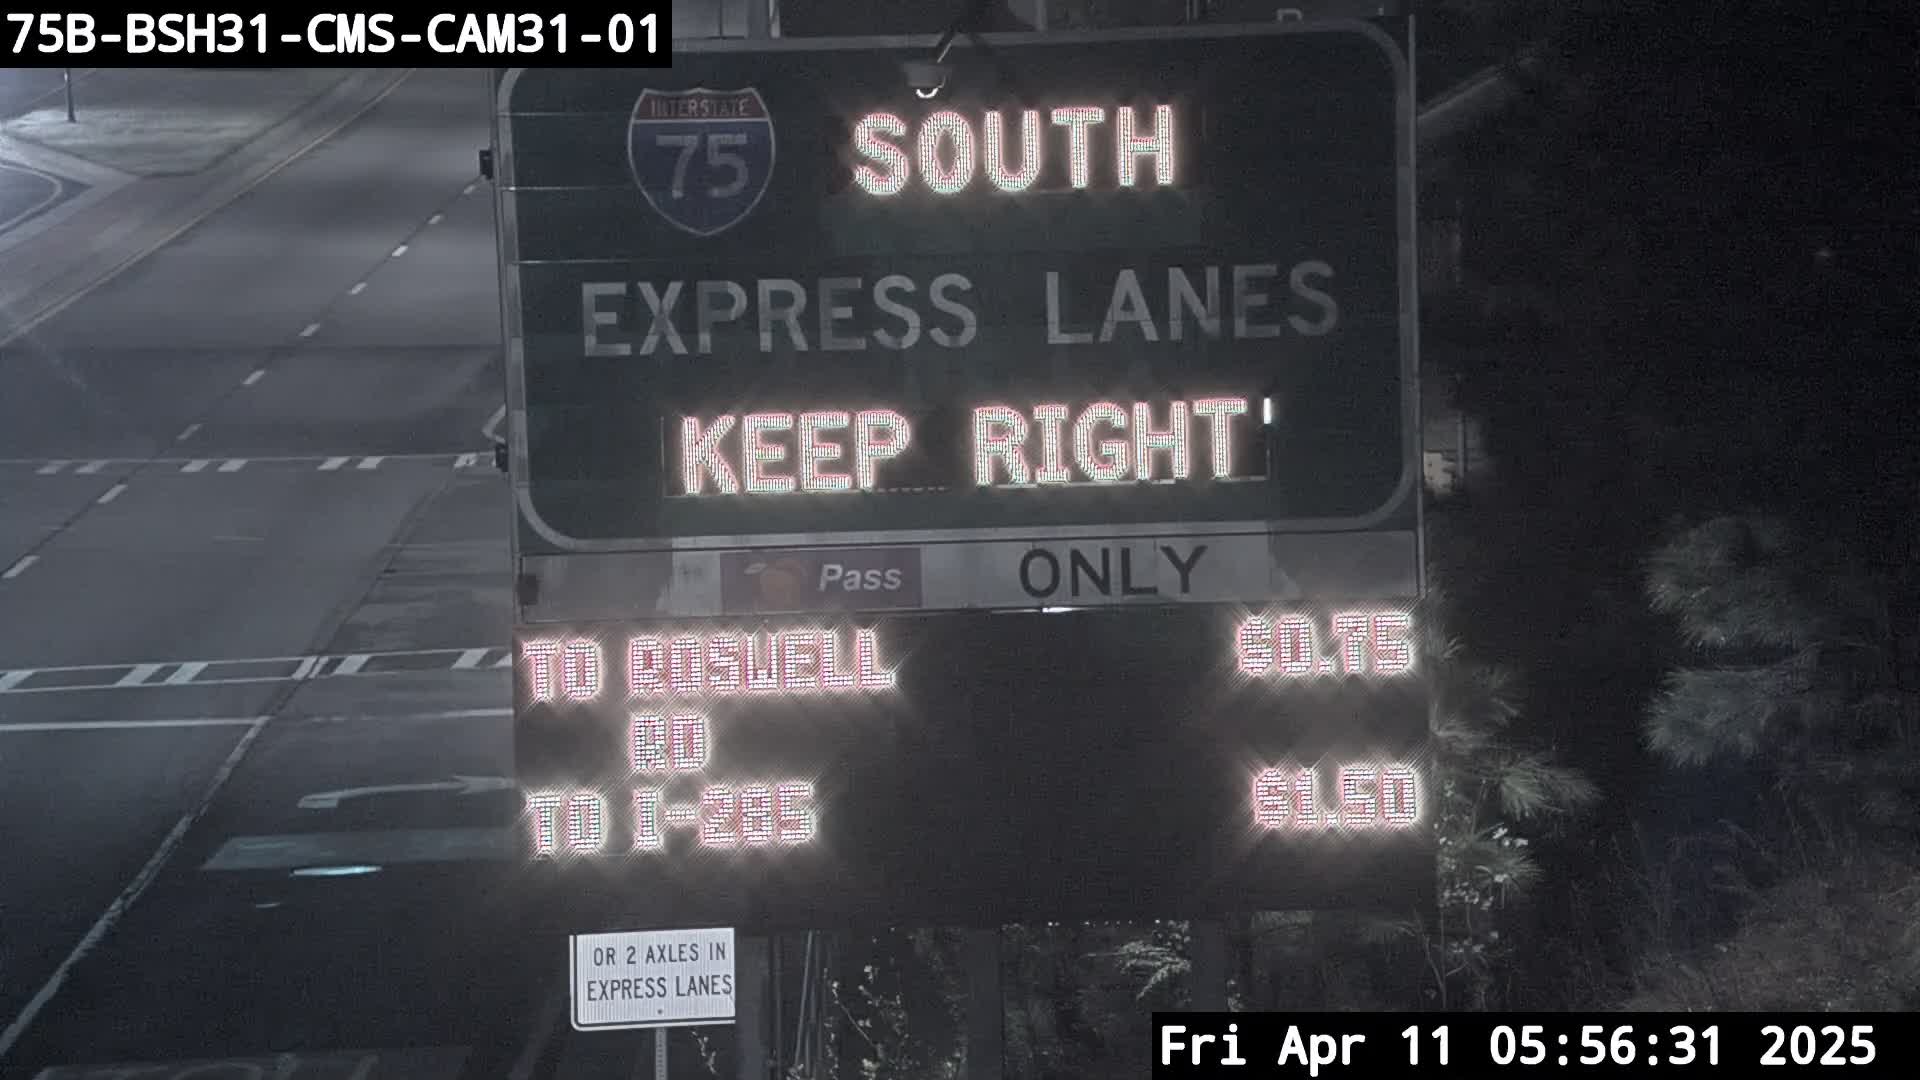 75B-BSH31-CMS-CAM31-01
INTERSTATE
75
SOUTH
EXPRESS LANES
KEEP RIGHT
Pass ONLY
TO ROSWELL $0.75
RD
TO I-285 $1.50
OR 2 AXLES IN
EXPRESS LANES
Fri Apr 11 05:56:31 2025